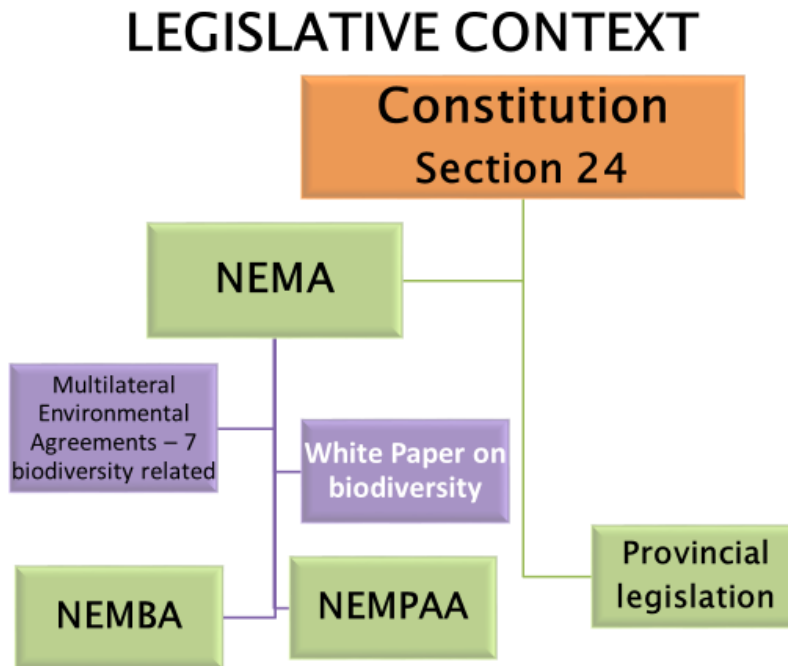 LEGISLATIVE CONTEXT
Constitution
Section 24
NEMA
Multilateral
Environmental
Agreements – 7
biodiversity related
White Paper on
biodiversity
Provincial
legislation
NEMBA
NEMPAA